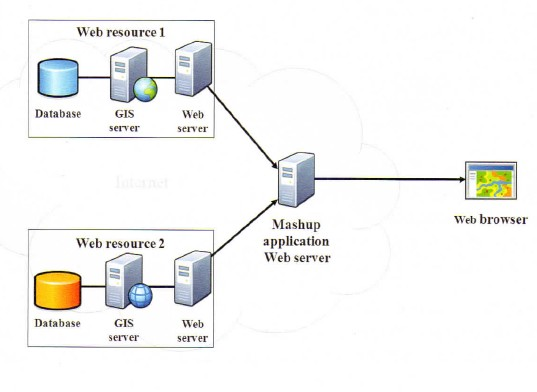 Web resource 1
Database
GIS
server
Web
server
Internet
Mashup
application
Web server
Web browser
Web resource 2
Database
GIS
server
Web
server